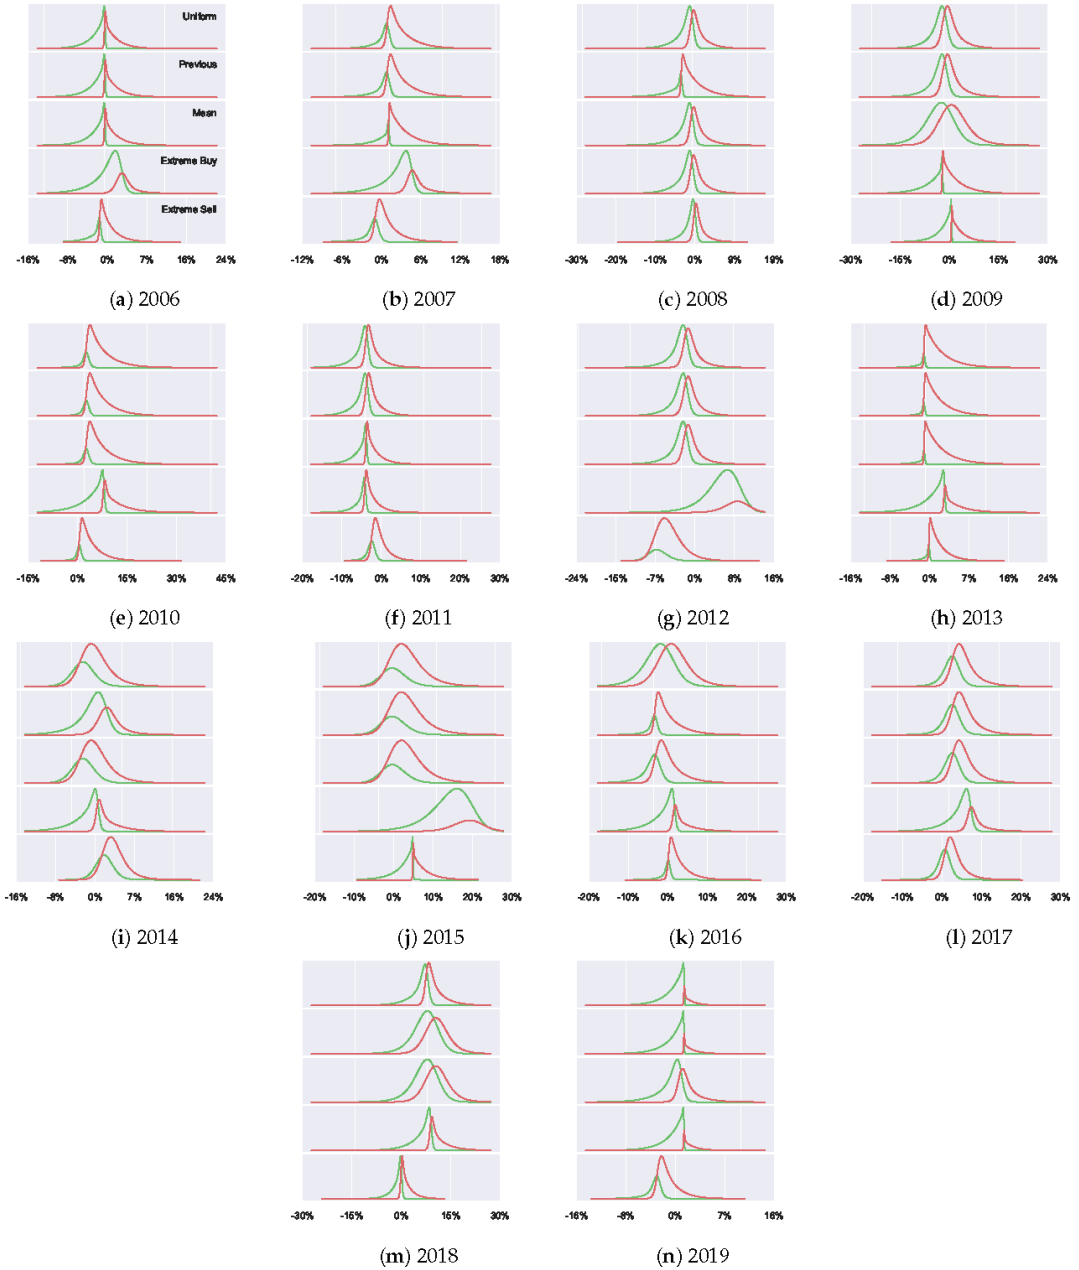 Uniform
Previous
Mean
Extreme Buy
Extreme Sell
-16% -8% 0% 7% 16% 24%
-12% -6% 0% 6% 12% 18%
-30% -20% -10% 0% 9% 19%
-30% -15% 0% 15% 30%
(a) 2006
(b) 2007
(c) 2008
(d) 2009
-15% 0% 15% 30% 45%
-20% -10% 0% 20% 30%
-24% -15% -7% 8% 14%
-16% -8% 0% 7% 16% 24%
(e) 2010
(f) 2011
(g) 2012
(h) 2013
-16% -8% 0% 7% 16% 24%
-20% -10% 0% 20% 30%
-20% -10% 0% 10% 20% 30%
-20% -10% 0% 10% 20% 30%
(i) 2014
(j) 2015
(k) 2016
(l) 2017
-30% -15% 0% 15% 30%
-16% -8% 0% 7% 16%
(m) 2018
(n) 2019